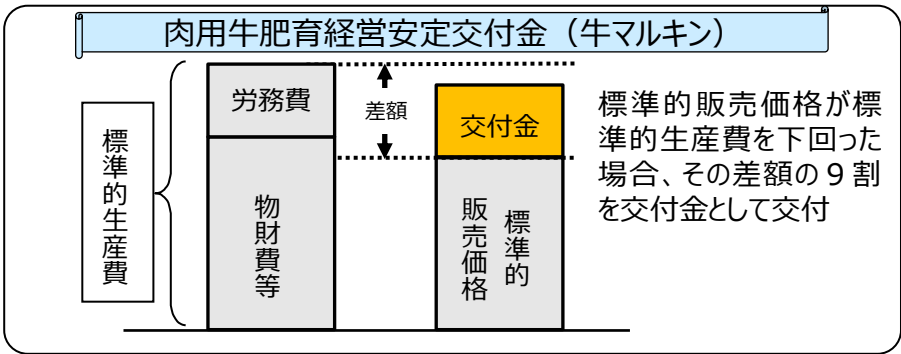 肉用牛肥育経営安定交付金（牛マルキン）
標準的生産費
労務費
物財費等
差額
交付金
標準的
販売価格
標準的販売価格が標
準的生産費を下回った
場合、その差額の９割
を交付金として交付